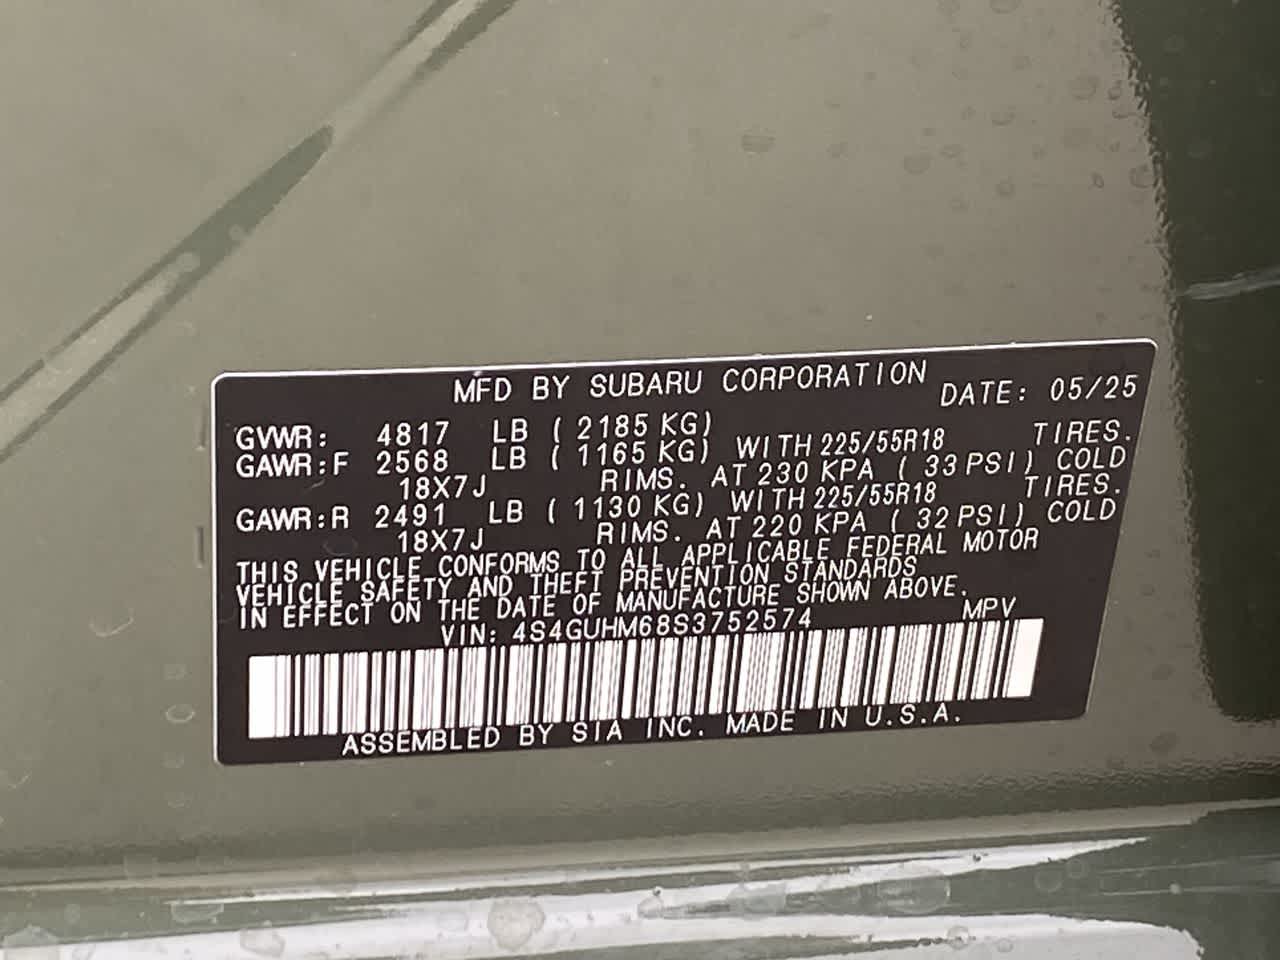 MFD BY SUBARU CORPORATION DATE: 05/25
GVWR: 4817 LB ( 2185 KG)
GAWR:F 2568 LB ( 1165 KG) WITH 225/55R18 TIRES.
18X7J RIMS. AT 230 KPA ( 33 PSI) COLD
GAWR:R 2491 LB ( 1130 KG) WITH 225/55R18 TIRES.
18X7J RIMS. AT 220 KPA ( 32 PSI) COLD
THIS VEHICLE CONFORMS TO ALL APPLICABLE FEDERAL MOTOR
VEHICLE SAFETY AND THEFT PREVENTION STANDARDS
IN EFFECT ON THE DATE OF MANUFACTURE SHOWN ABOVE.
VIN: 4S4GUHM68S3752574 MPV
ASSEMBLED BY SIA INC. MADE IN U.S.A.